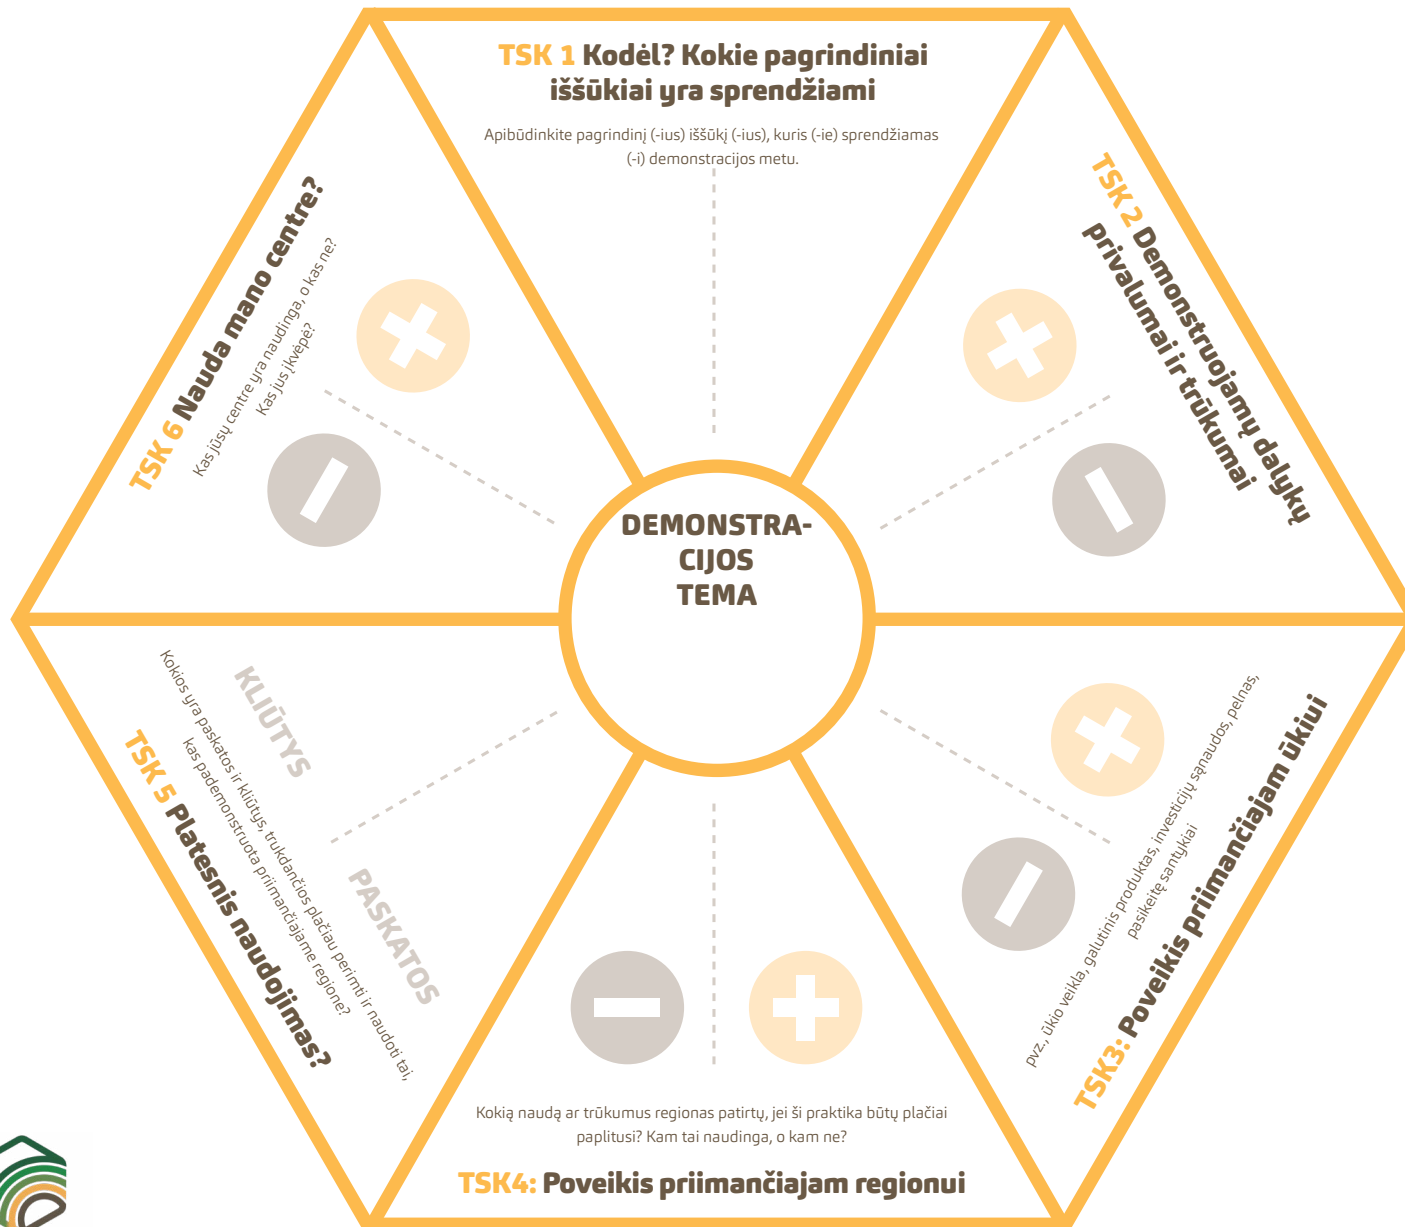 TSK 1 Kodėl? Kokie pagrindiniai
iššūkiai yra sprendžiami
Apibūdinkite pagrindinį (-ius) iššūkį (-ius), kuris (-ie) sprendžiamas
(-i) demonstracijos metu.
TSK 2 Demonstruojamų dalykų
privalumai ir trūkumai
TSK3: Poveikis priimančiajam ūkiui
pvz., ūkio veikla, galutinis produktas, investicijų sąnaudos, pelnas,
pasikeitę santykiai
Kokią naudą ar trūkumus regionas patirtų, jei ši praktika būtų plačiai
paplitusi? Kam tai naudinga, o kam ne?
TSK4: Poveikis priimančiajam regionui
TSK 5 Platesnis naudojimas?
Kokios yra paskatos ir kliūtys, trukdančios plačiau perimti ir naudoti tai,
kas pademonstruota priimančiajame regione?
KLIŪTYS
PASKATOS
TSK 6 Nauda mano centre?
Kas jūsų centre yra naudinga, o kas ne?
Kas jus įkvėpė?
DEMONSTRA-
CIJOS
TEMA